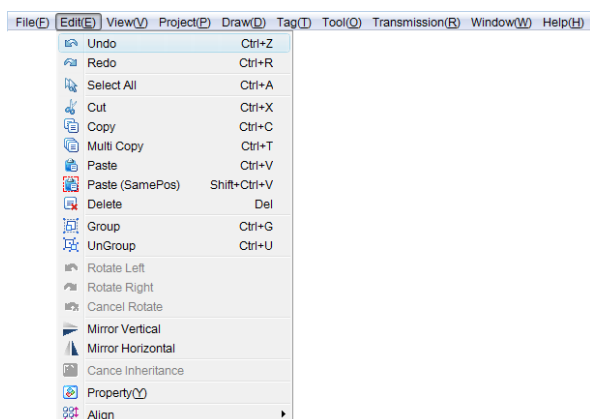 File(F) Edit(E) View(V) Project(P) Draw(D) Tag(T) Tool(O) Transmission(R) Window(W) Help(H)
Undo Ctrl+Z
Redo Ctrl+R
Select All Ctrl+A
Cut Ctrl+X
Copy Ctrl+C
Multi Copy Ctrl+T
Paste Ctrl+V
Paste (SamePos) Shift+Ctrl+V
Delete Del
Group Ctrl+G
UnGroup Ctrl+U
Rotate Left
Rotate Right
Cancel Rotate
Mirror Vertical
Mirror Horizontal
Cance Inheritance
Property(Y)
Align